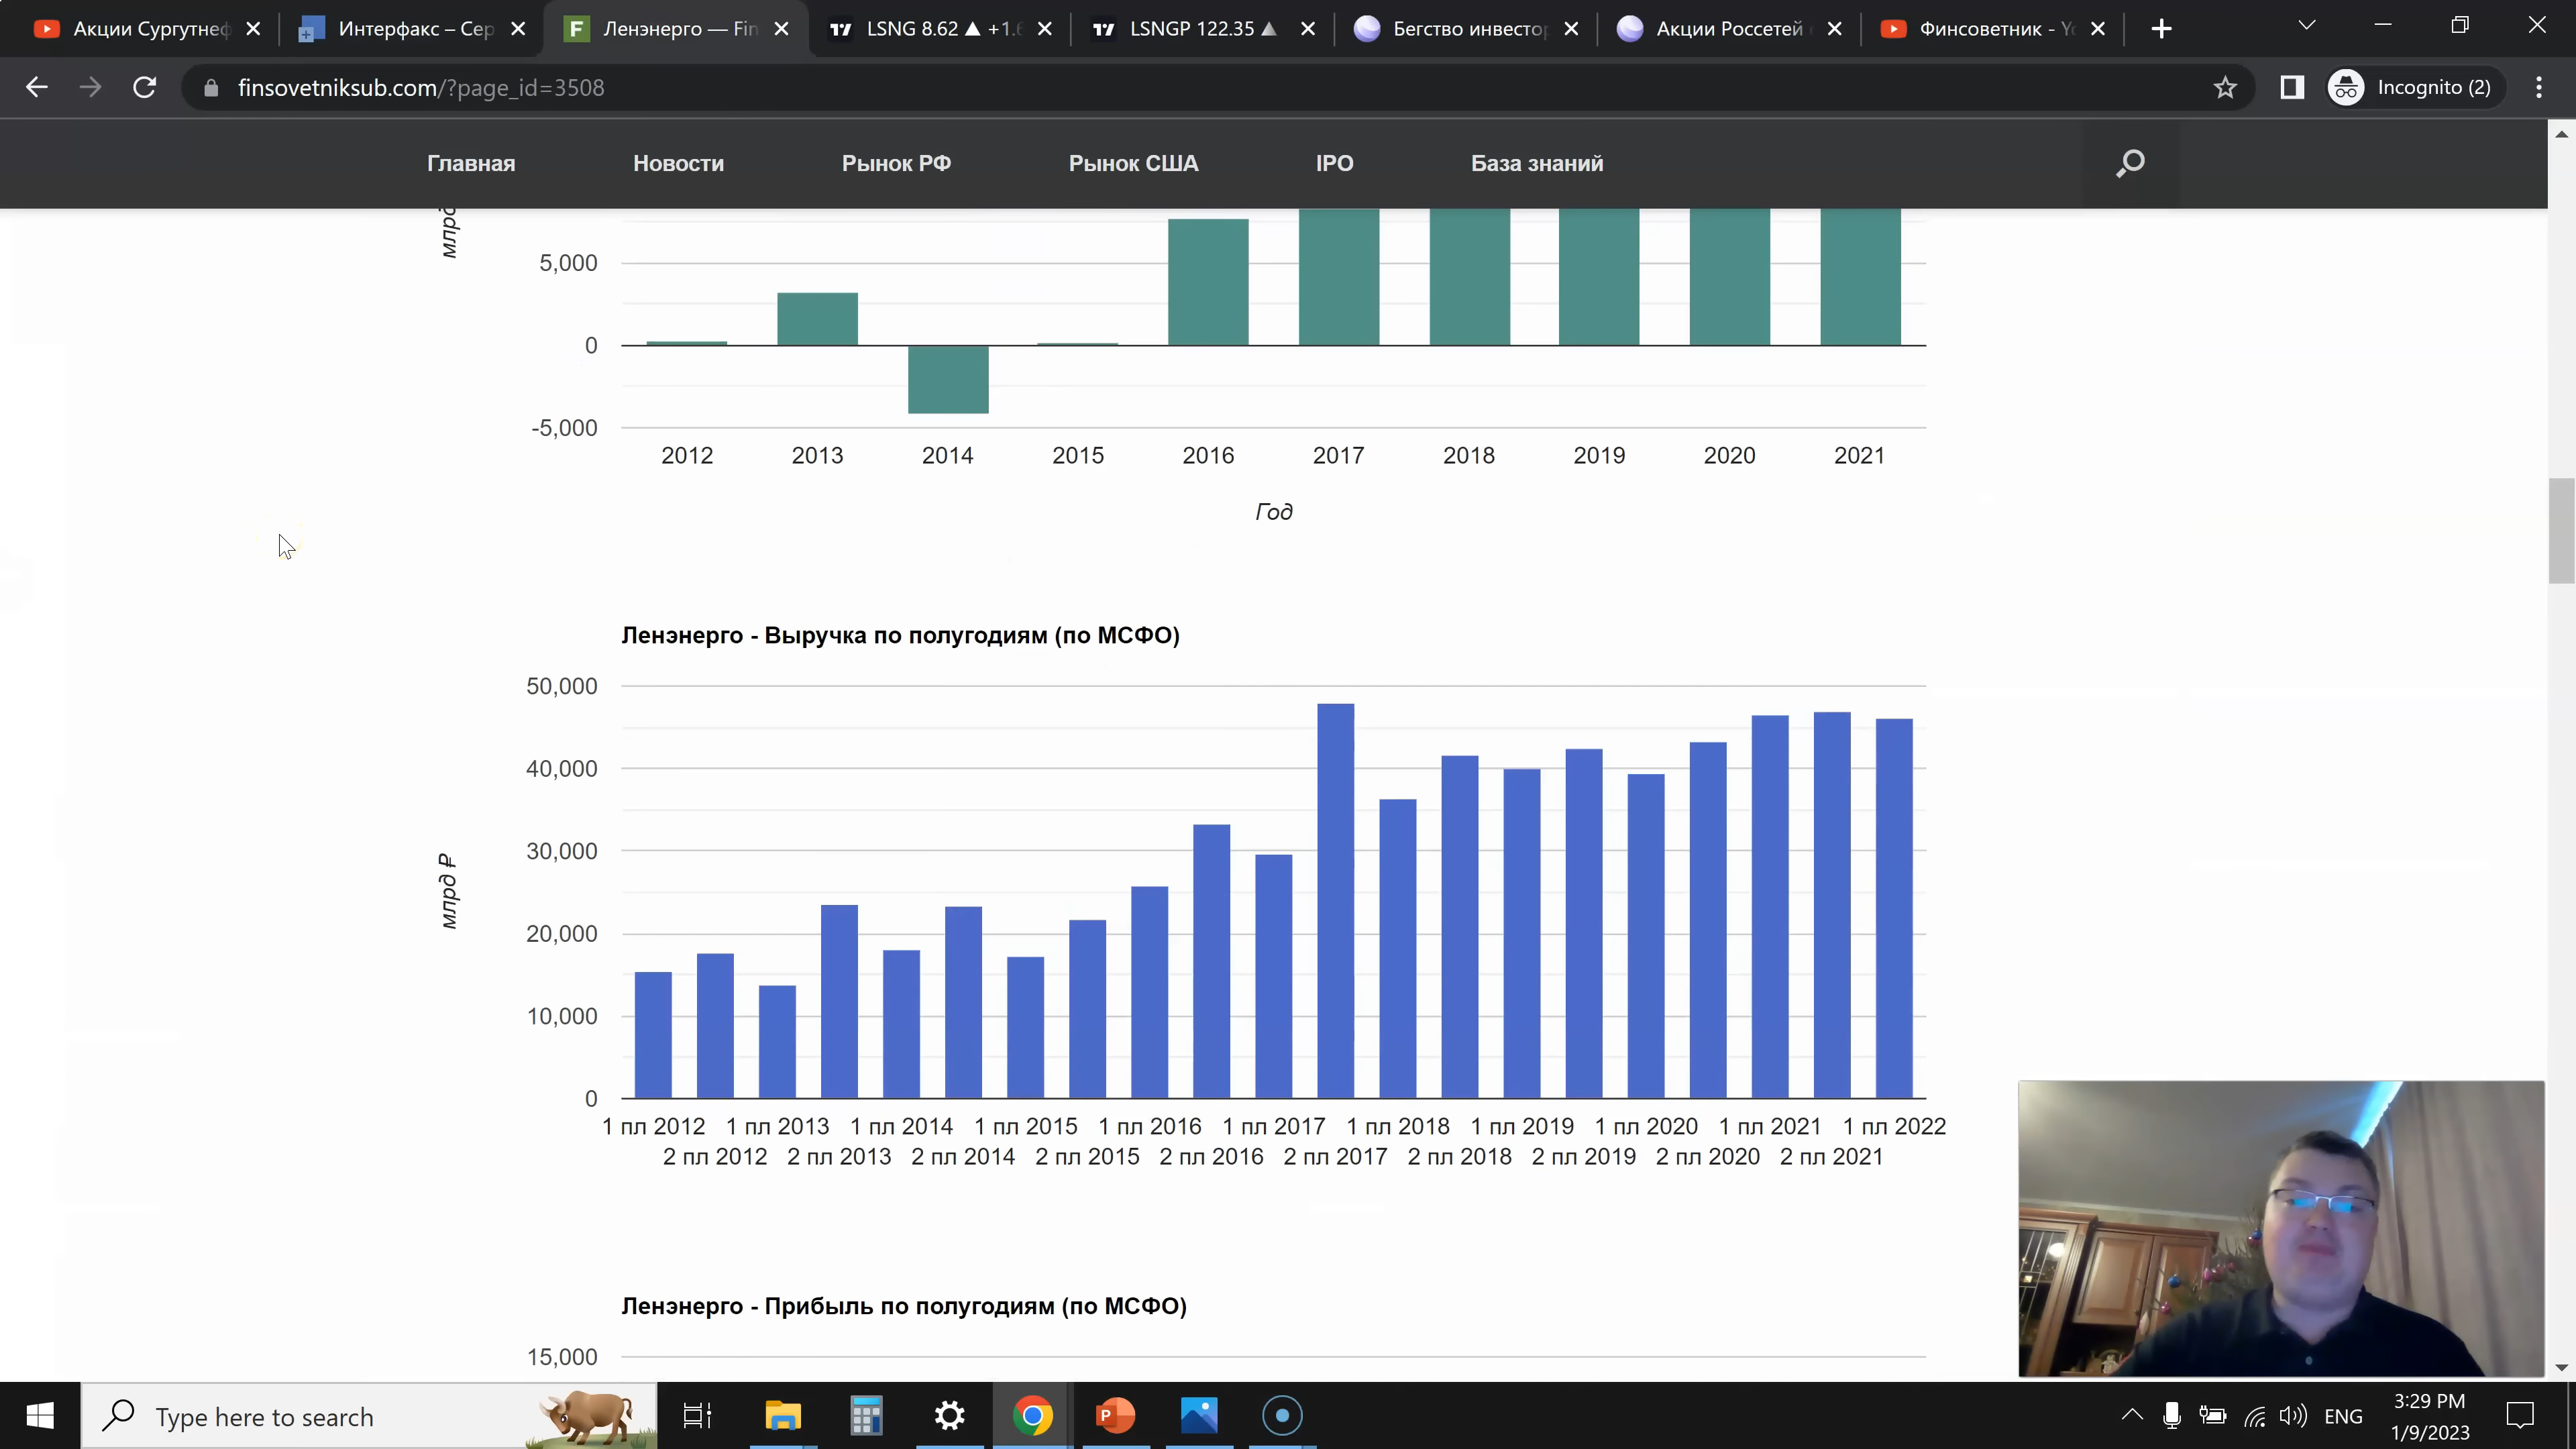 Акции Сургутнеф
Интерфакс – Сер
Ленэнерго — Fin
LSNG 8.62 ▲ +1.6
LSNGP 122.35 ▲
Бегство инвестор
Акции Россетей
Финсоветник - Yo
finsovetniksub.com/?page_id=3508
Incognito (2)
Главная Новости Рынок РФ Рынок США IPO База знаний
млрд
5,000
0
-5,000
2012 2013 2014 2015 2016 2017 2018 2019 2020 2021
Год
Ленэнерго - Выручка по полугодиям (по МСФО)
50,000
40,000
30,000
20,000
10,000
0
млрд ₽
1 пл 2012 1 пл 2013 1 пл 2014 1 пл 2015 1 пл 2016 1 пл 2017 1 пл 2018 1 пл 2019 1 пл 2020 1 пл 2021 1 пл 2022
2 пл 2012 2 пл 2013 2 пл 2014 2 пл 2015 2 пл 2016 2 пл 2017 2 пл 2018 2 пл 2019 2 пл 2020 2 пл 2021
Ленэнерго - Прибыль по полугодиям (по МСФО)
15,000
Type here to search
ENG
3:29 PM
1/9/2023